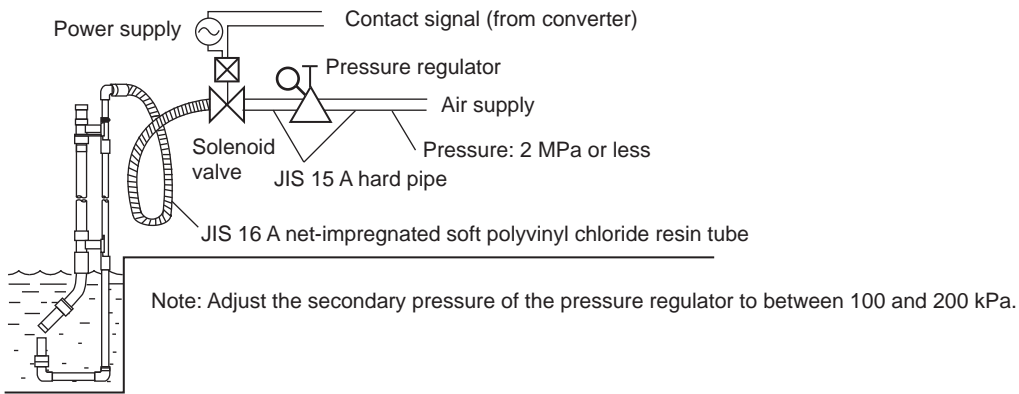 Contact signal (from converter)
Power supply
Pressure regulator
Air supply
Solenoid
valve
Pressure: 2 MPa or less
JIS 15 A hard pipe
JIS 16 A net-impregnated soft polyvinyl chloride resin tube
Note: Adjust the secondary pressure of the pressure regulator to between 100 and 200 kPa.